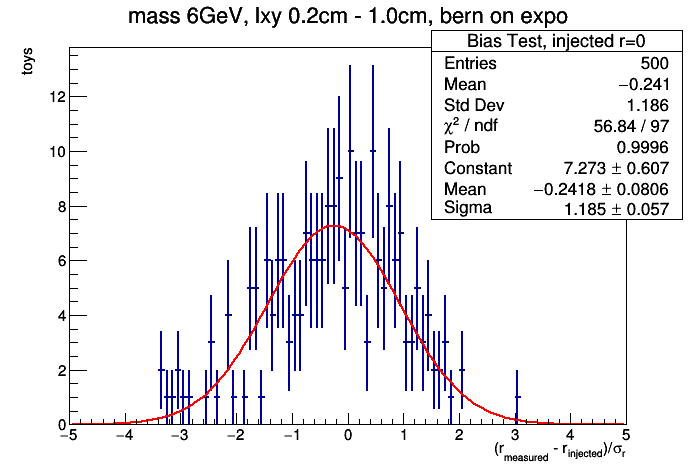 mass 6GeV, lxy 0.2cm - 1.0cm, bern on expo
Bias Test, injected r=0
Entries 500
Mean −0.241
Std Dev 1.186
χ² / ndf 56.84 / 97
Prob 0.9996
Constant 7.273 ± 0.607
Mean −0.2418 ± 0.0806
Sigma 1.185 ± 0.057
toys
12
10
8
6
4
2
0
−5 −4 −3 −2 −1 0 1 2 3 4 5
(r_measured - r_injected)/σ_r